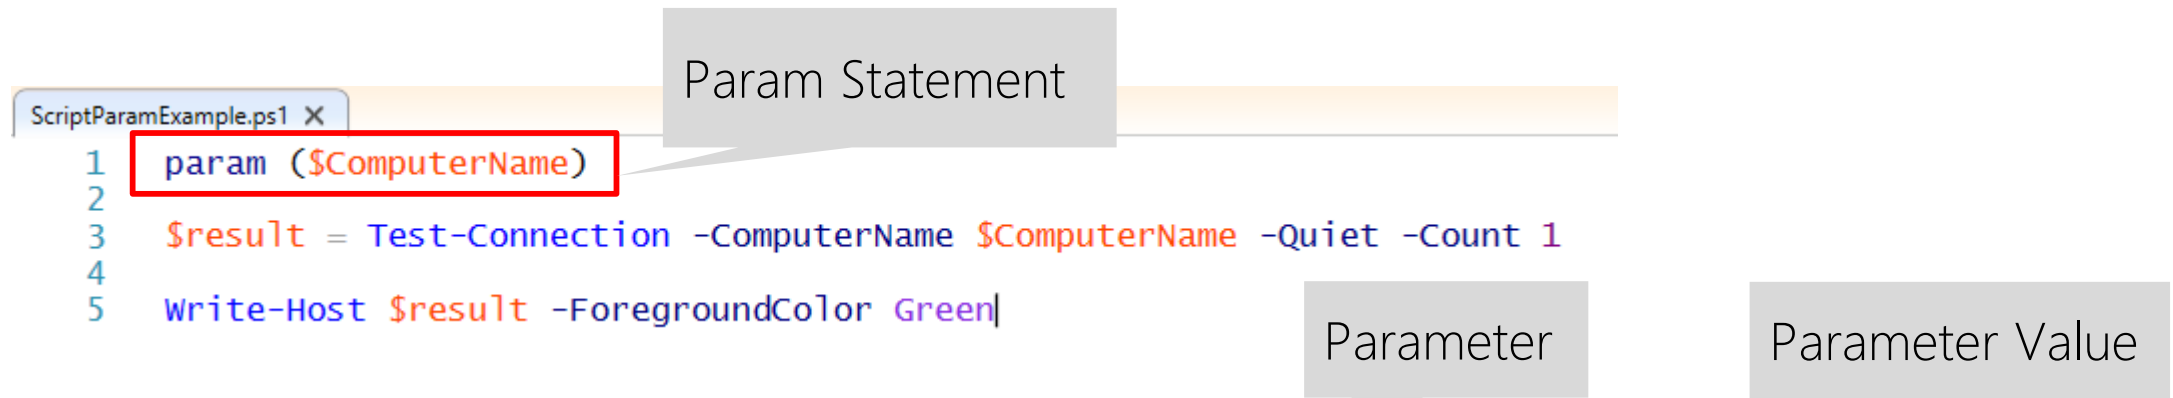 Param Statement
ScriptParamExample.ps1 X
1 param ($ComputerName)
2
3 $result = Test-Connection -ComputerName $ComputerName -Quiet -Count 1
4
5 Write-Host $result -ForegroundColor Green
Parameter
Parameter Value